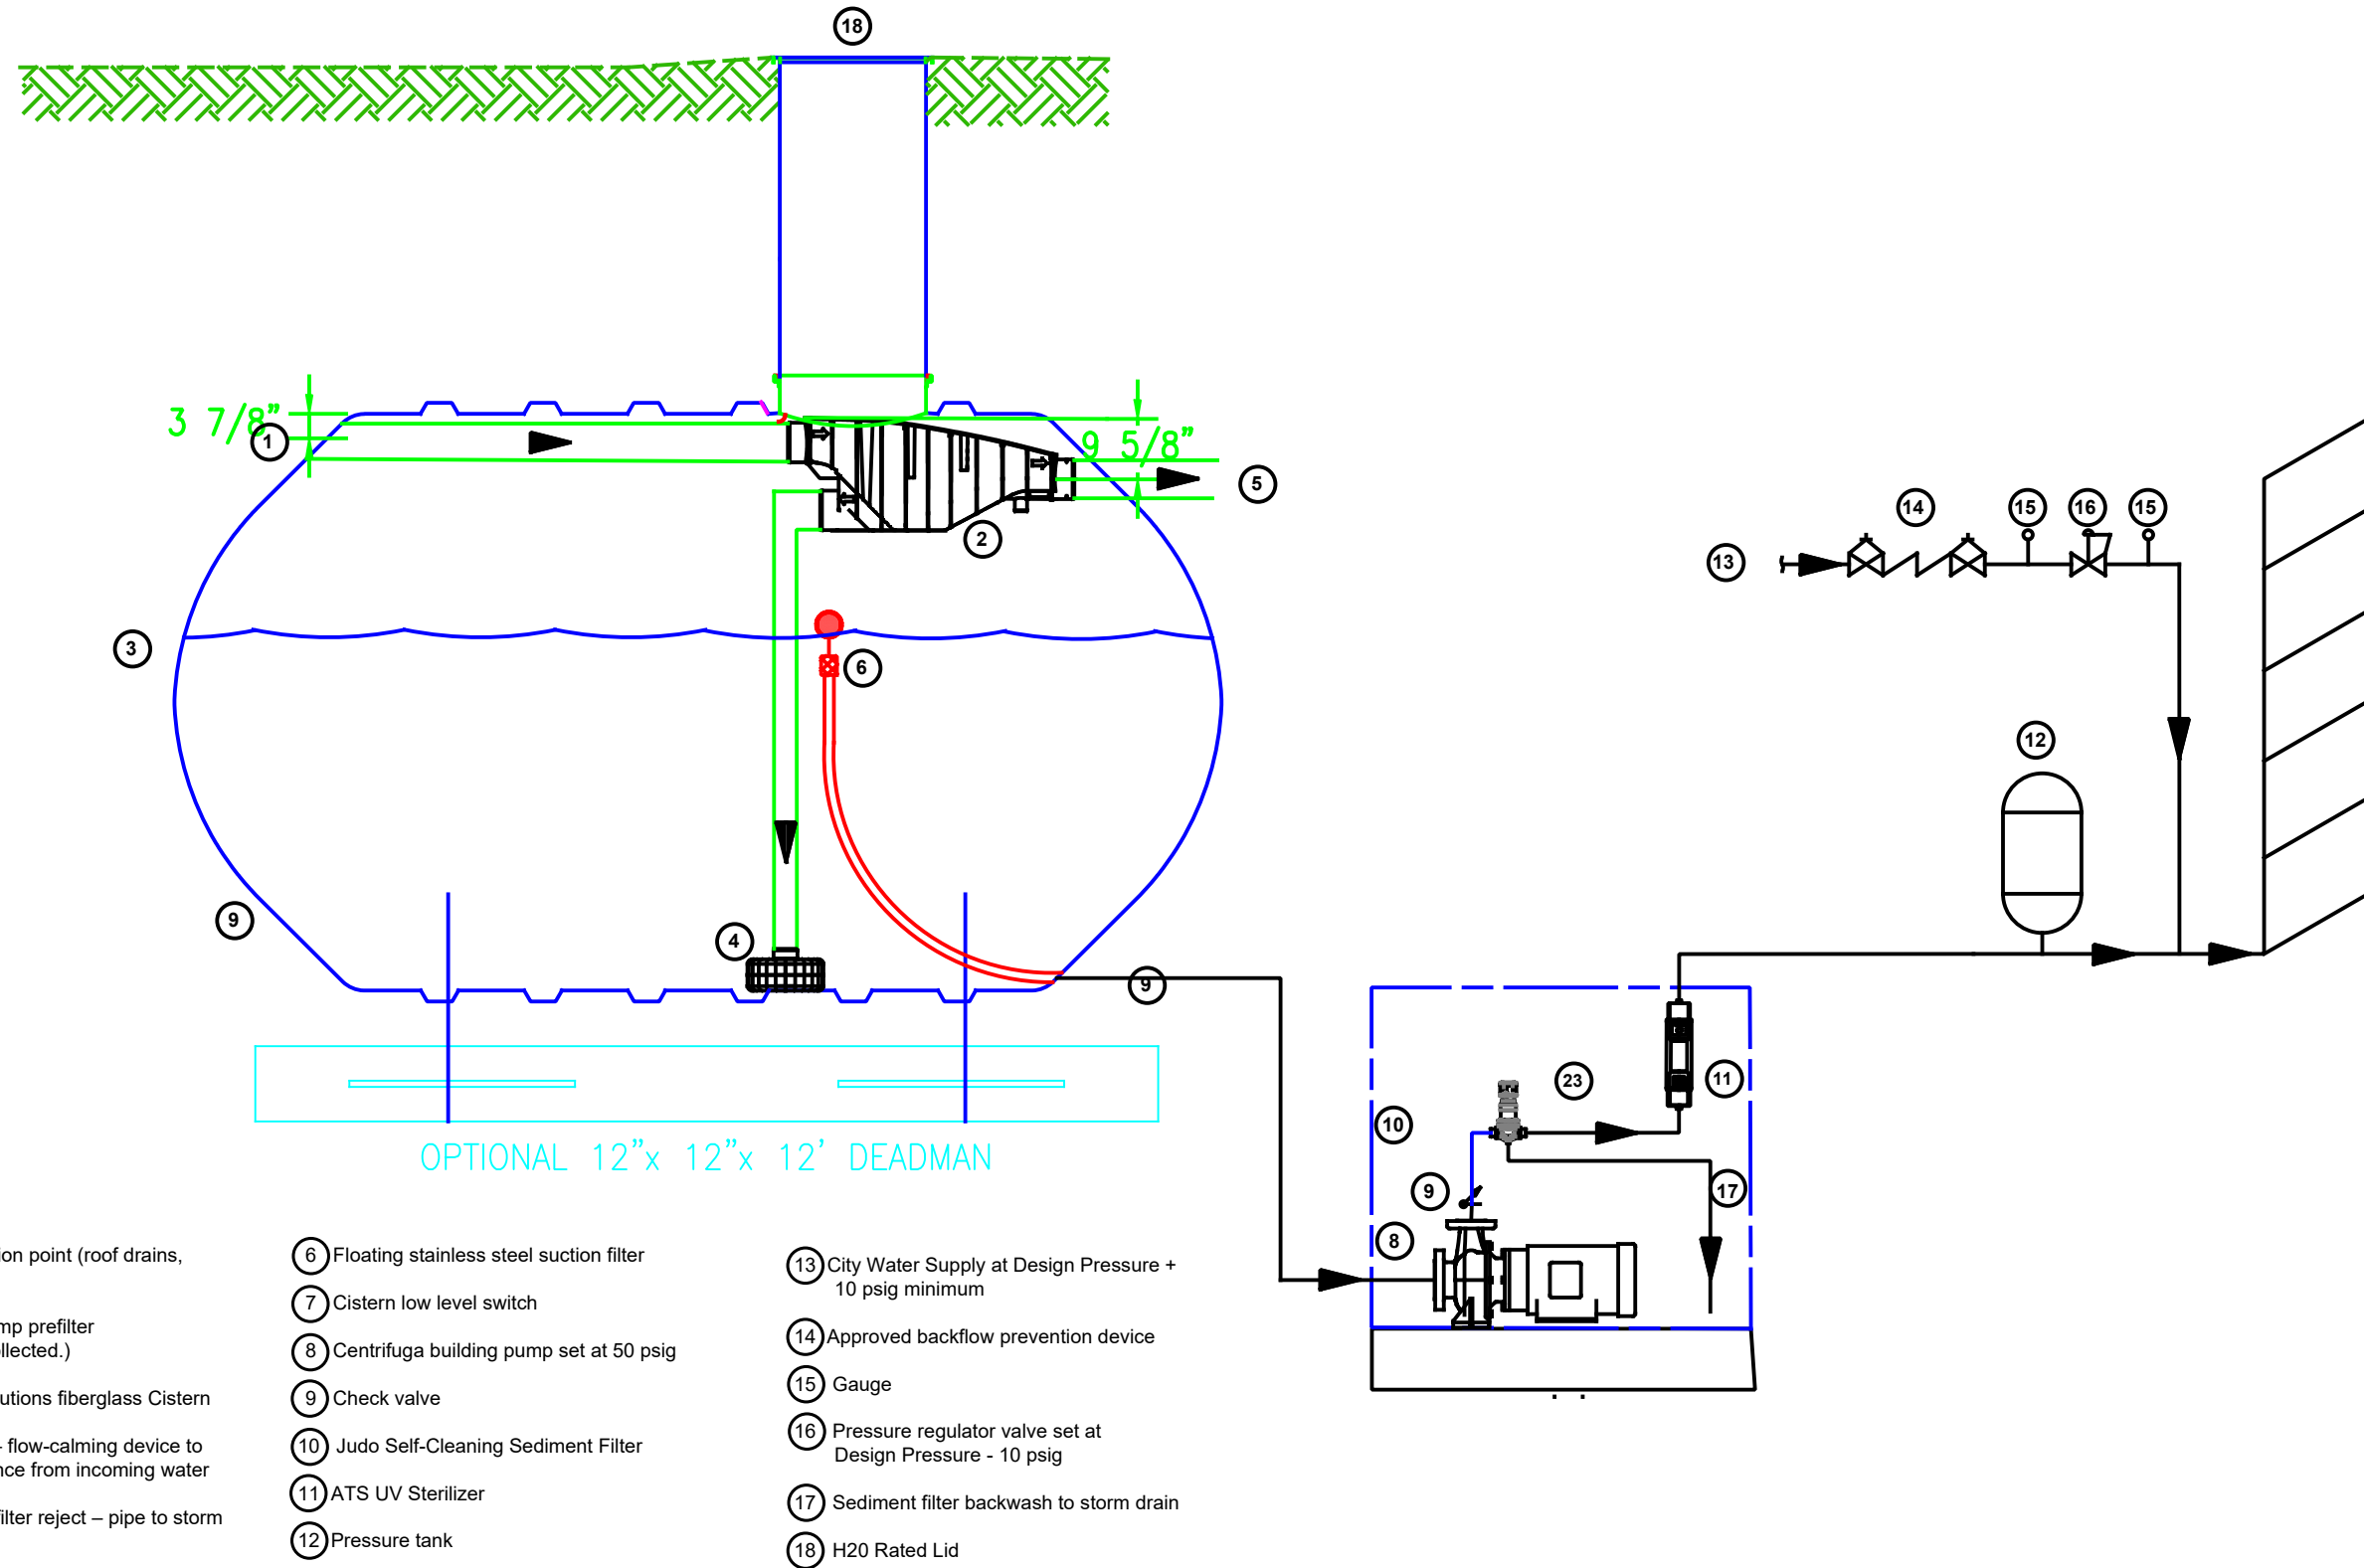 18
3 7/8"
1
9 5/8"
5
2
14
15
16
15
13
3
6
12
9
4
9
23
11
10
OPTIONAL 12"x 12"x 12' DEADMAN
9
17
8
ion point (roof drains,
mp prefilter
ollected.)
utions fiberglass Cistern
- flow-calming device to
nce from incoming water
filter reject – pipe to storm
6 Floating stainless steel suction filter
7 Cistern low level switch
8 Centrifuga building pump set at 50 psig
9 Check valve
10 Judo Self-Cleaning Sediment Filter
11 ATS UV Sterilizer
12 Pressure tank
13 City Water Supply at Design Pressure +
10 psig minimum
14 Approved backflow prevention device
15 Gauge
16 Pressure regulator valve set at
Design Pressure - 10 psig
17 Sediment filter backwash to storm drain
18 H20 Rated Lid